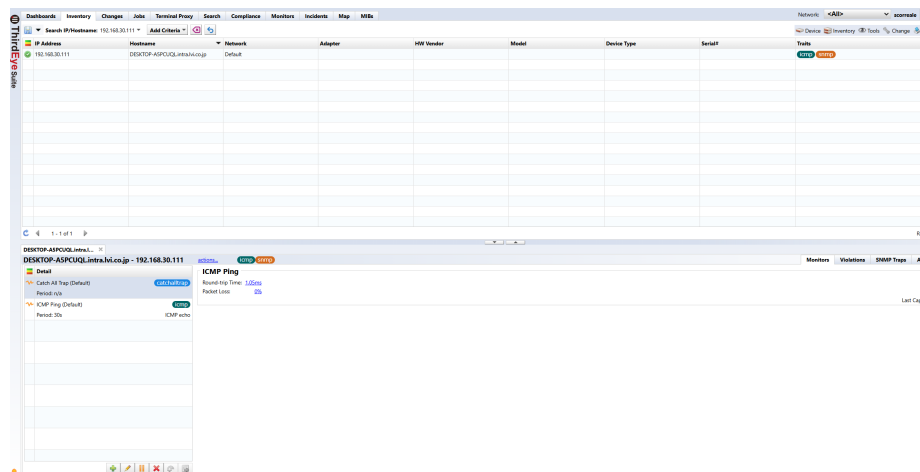 Dashboards Inventory Changes Jobs Terminal Proxy Search Compliance Monitors Incidents Map MIBs
Network: <All> scorreale
ThirdEye Suite
Search IP/Hostname: 192.168.30.111 Add Criteria
Device Inventory Tools Change
IP Address Hostname Network Adapter HW Vendor Model Device Type Serial# Traits
192.168.30.111 DESKTOP-ASPCUQL.intra.lvi.co.jp Default icmp snmp
1 - 1 of 1
R
DESKTOP-ASPCUQL.intra.l...
DESKTOP-ASPCUQL.intra.lvi.co.jp - 192.168.30.111 actions... icmp snmp
Monitors Violations SNMP Traps A
Detail
Catch All Trap (Default) catchalltrap
Period: n/a
ICMP Ping (Default) icmp
Period: 30s ICMP echo
ICMP Ping
Round-trip Time: 1.05ms
Packet Loss: 0%
Last Cap